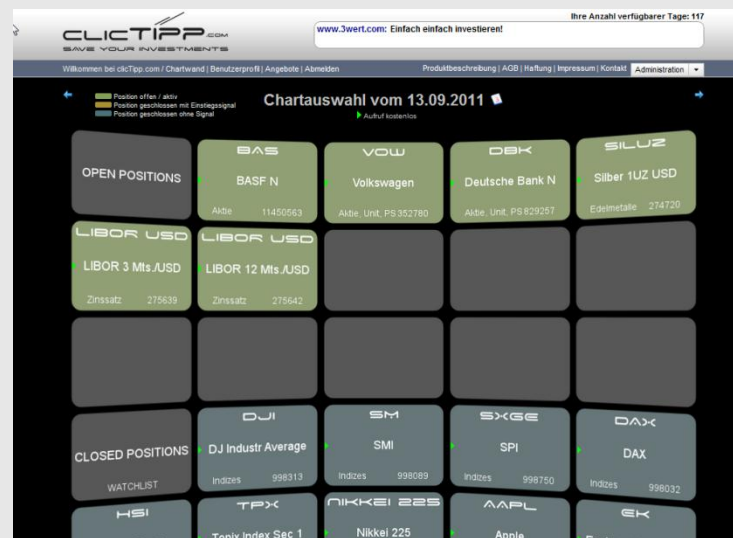 Ihre Anzahl verfügbarer Tage: 117
CLICTIPP.COM
SAVE YOUR INVESTMENTS
www.3wert.com: Einfach einfach investieren!
Willkommen bei clicTipp.com / Chartwand | Benutzerprofil | Angebote | Abmelden
Produktbeschreibung | AGB | Haftung | Impressum | Kontakt
Administration
Position offen / aktiv
Position geschlossen mit Einstiegssignal
Position geschlossen ohne Signal
Chartauswahl vom 13.09.2011
Aufruf kostenlos
OPEN POSITIONS
BAS
BASF N
Aktie 11450563
VOW
Volkswagen
Aktie, Unit, PS 352780
DBK
Deutsche Bank N
Aktie, Unit, PS 829257
SILUZ
Silber 1UZ USD
Edelmetalle 274720
LIBOR USD
LIBOR 3 Mts./USD
Zinssatz 275639
LIBOR USD
LIBOR 12 Mts./USD
Zinssatz 275642
CLOSED POSITIONS
WATCHLIST
DJI
DJ Industr Average
Indizes 998313
SM
SMI
Indizes 998089
SXGE
SPI
Indizes 998750
DAX
DAX
Indizes 998032
HSI
TPX
Topix Index Sec 1
NIKKEI 225
Nikkei 225
AAPL
Apple
EK